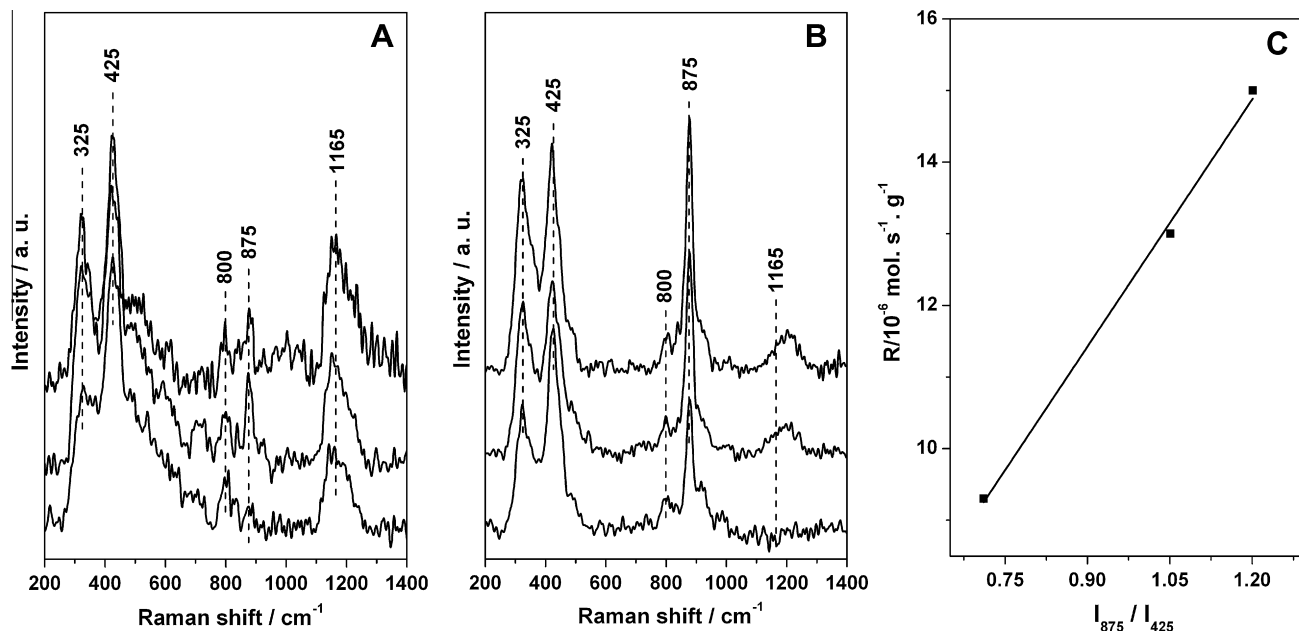 A
325
425
800
875
1165
Intensity / a. u.
200 400 600 800 1000 1200 1400
Raman shift / cm⁻¹
B
325
425
800
875
1165
Intensity / a. u.
200 400 600 800 1000 1200 1400
Raman shift / cm⁻¹
C
16
14
12
10
R/10⁻⁶ mol. s⁻¹. g⁻¹
0.75 0.90 1.05 1.20
I₈₇₅ / I₄₂₅